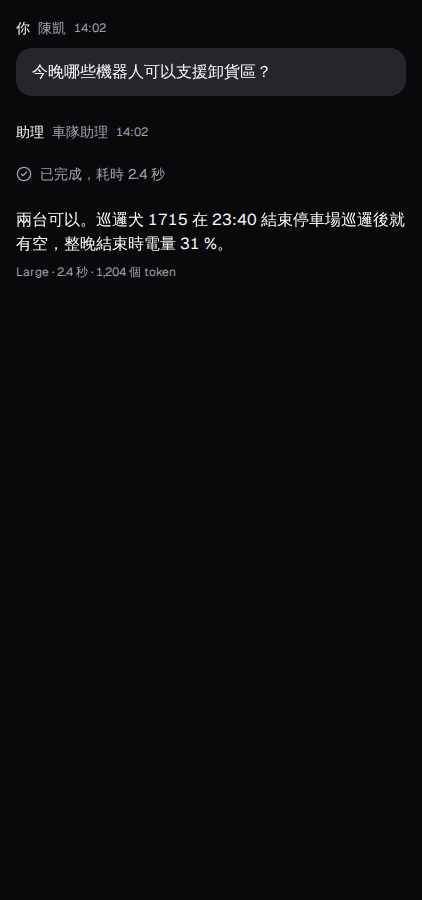 你 陳凱 14:02
今晚哪些機器人可以支援卸貨區？
助理 車隊助理 14:02
已完成，耗時 2.4 秒
兩台可以。巡邏犬 1715 在 23:40 結束停車場巡邏後就
有空，整晚結束時電量 31 %。
Large · 2.4 秒 · 1,204 個 token